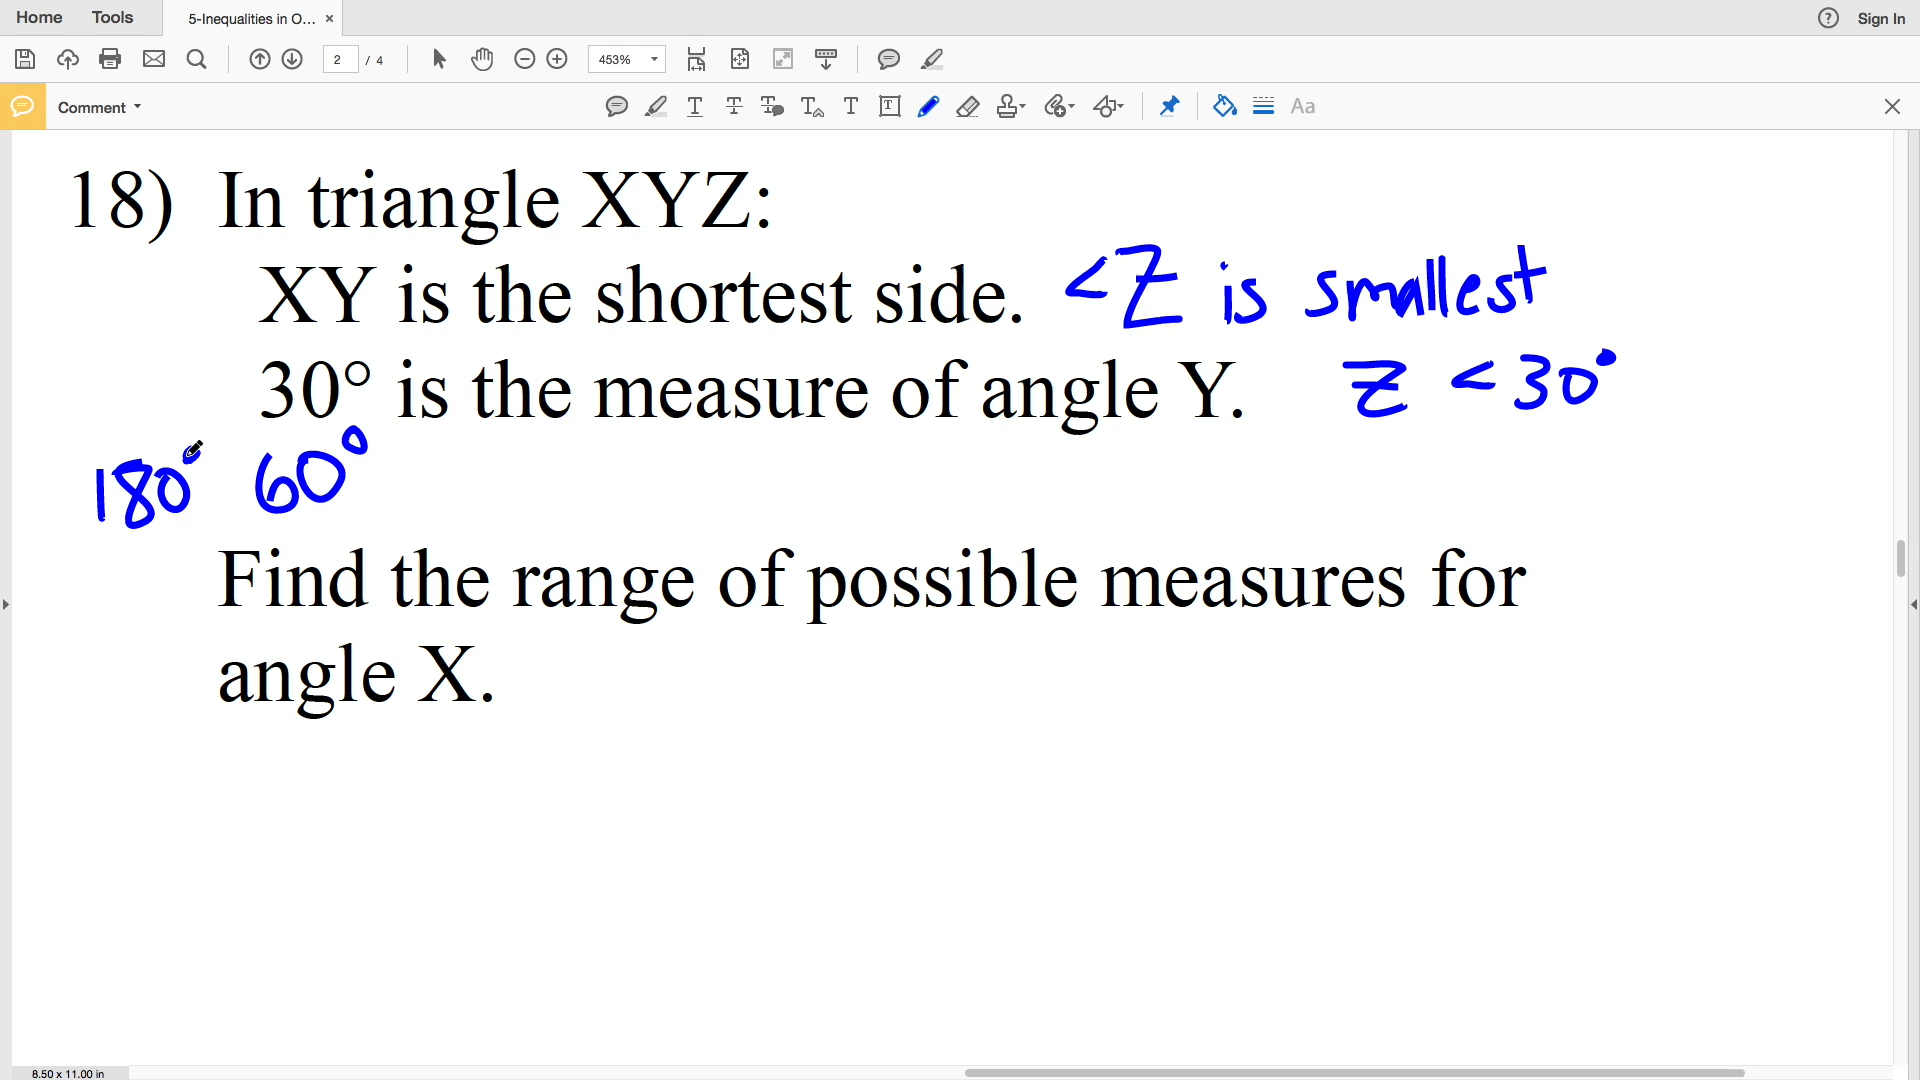 Home Tools 5-Inequalities in O... × ? Sign In
2 / 4 453%
Comment T T T T T T Aa
18) In triangle XYZ:
XY is the shortest side. <Z is smallest
30° is the measure of angle Y. Z < 30°
180° 60°
Find the range of possible measures for
angle X.
8.50 x 11.00 in